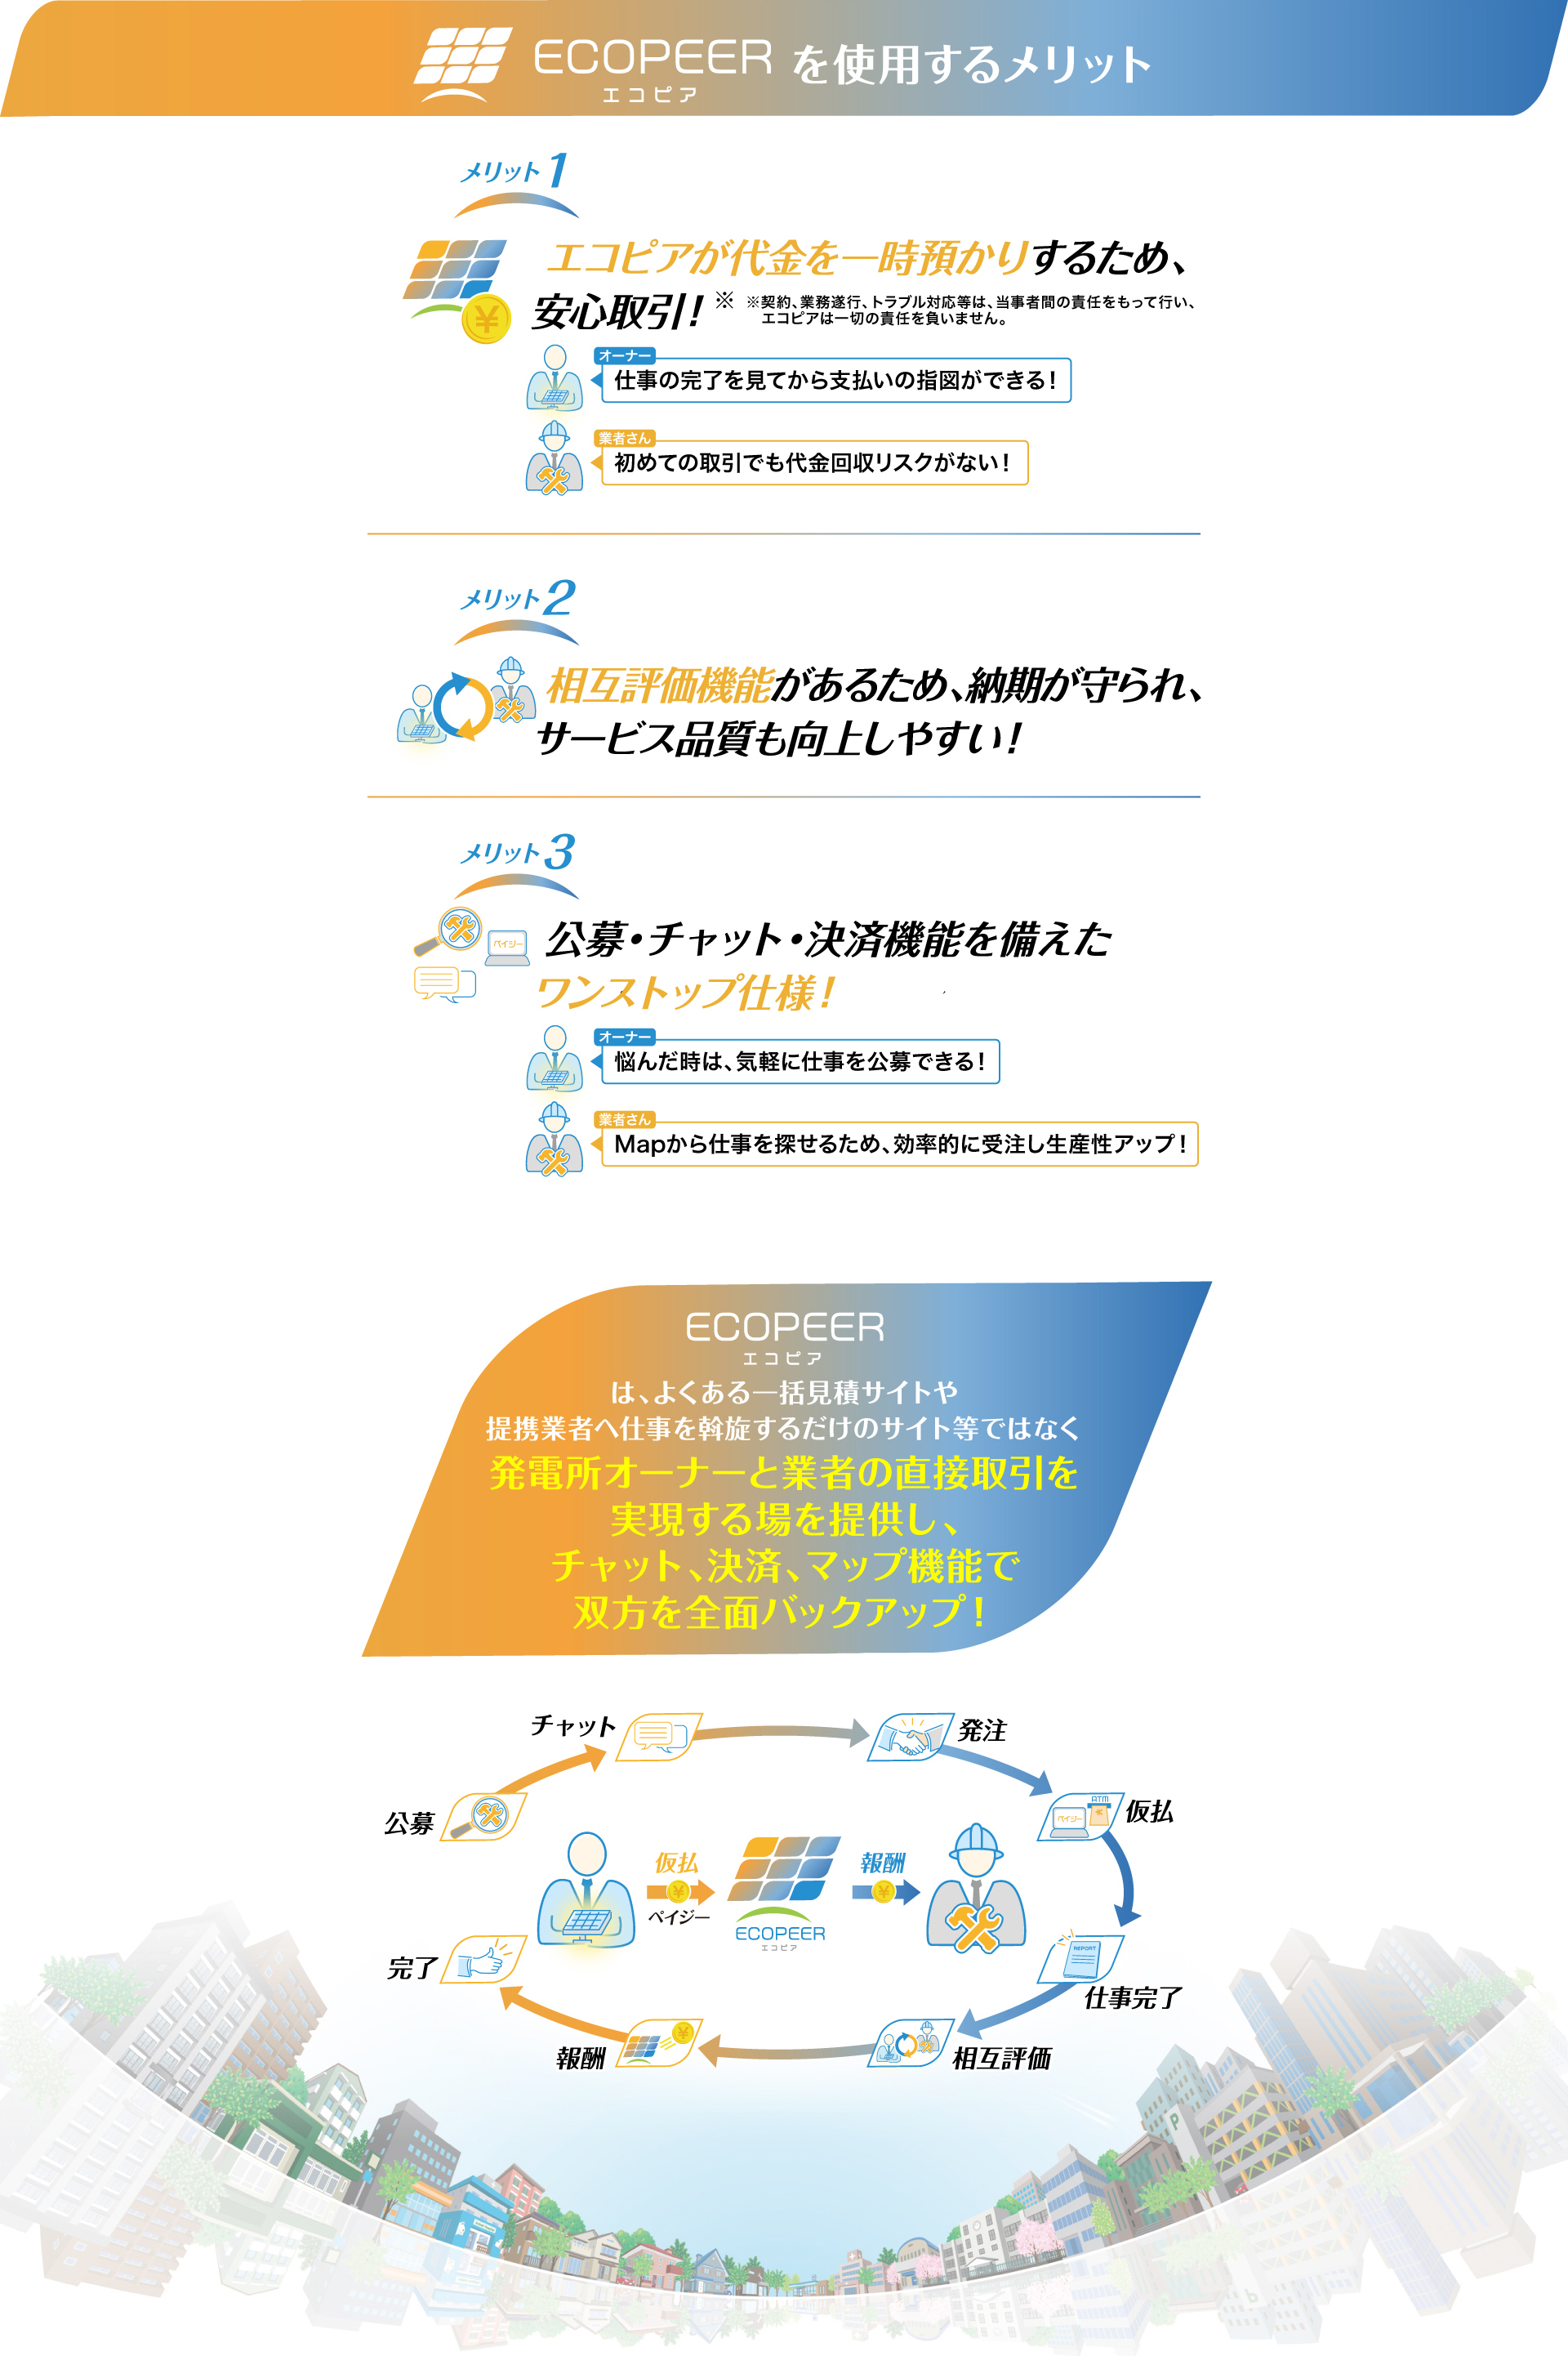 ECOPEER を使用するメリット
エコピア
メリット1
エコピアが代金を一時預かりするため、
安心取引！※
※契約、業務遂行、トラブル対応等は、当事者間の責任をもって行い、
エコピアは一切の責任を負いません。
オーナー
仕事の完了を見てから支払いの指図ができる！
業者さん
初めての取引でも代金回収リスクがない！
メリット2
相互評価機能があるため、納期が守られ、
サービス品質も向上しやすい！
メリット3
ペイジー
公募・チャット・決済機能を備えた
ワンストップ仕様！
オーナー
悩んだ時は、気軽に仕事を公募できる！
業者さん
Mapから仕事を探せるため、効率的に受注し生産性アップ！
ECOPEER
エコピア
は、よくある一括見積サイトや
提携業者へ仕事を斡旋するだけのサイト等ではなく
発電所オーナーと業者の直接取引を
実現する場を提供し、
チャット、決済、マップ機能で
双方を全面バックアップ！
チャット
発注
公募
ATM
ペイジー
仮払
仮払
ペイジー
ECOPEER
エコピア
報酬
完了
REPORT
仕事完了
報酬
相互評価
P